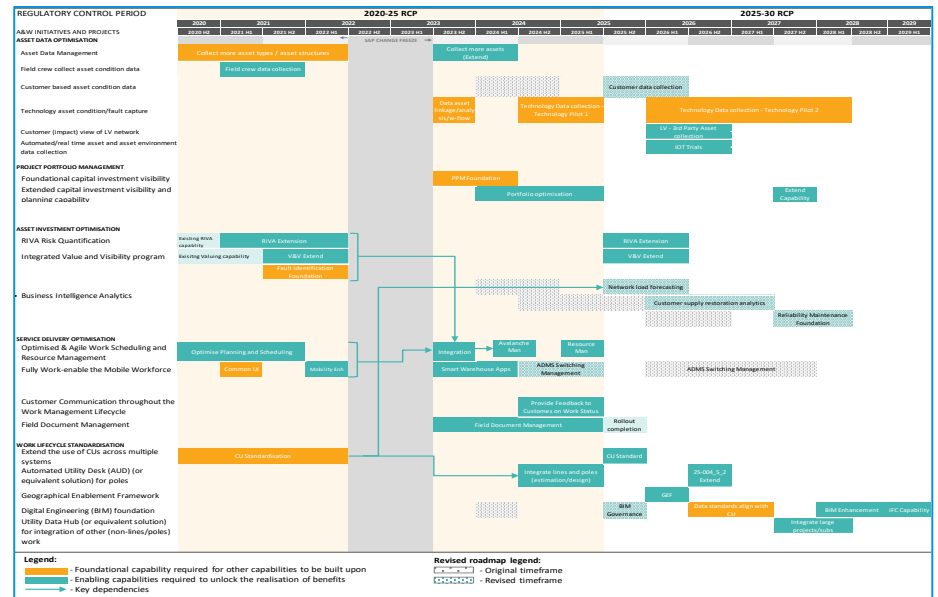 REGULATORY CONTROL PERIOD 2020-25 RCP 2025-30 RCP
2020 2021 2022 2023 2024 2025 2026 2027 2028 2029
A&W INITIATIVES AND PROJECTS 2020 H2 2021 H1 2021 H2 2022 H1 2022 H2 2023 H1 2023 H2 2024 H1 2024 H2 2025 H1 2025 H2 2026 H1 2026 H2 2027 H1 2027 H2 2028 H1 2028 H2 2029 H1
ASSET DATA OPTIMISATION SAP CHANGE FREEZE
Asset Data Management Collect more asset types / asset structures Collect more assets
(Extend)
Field crew collect asset condition data Field crew data collection
Customer based asset condition data Customer data collection
Technology asset condition/fault capture Data asset
linkage/analy
sis/w-flow
Technology Data collection -
Technology Pilot 1
Technology Data collection - Technology Pilot 2
Customer (impact) view of LV network LV - 3rd Party Asset
collection
Automated/real time asset and asset environment
data collection
IOT Trials
PROJECT PORTFOLIO MANAGEMENT
Foundational capital investment visibility PPM Foundation
Extended capital investment visibility and
planning capability
Portfolio optimisation
Extend
Capability
ASSET INVESTMENT OPTIMISATION
RIVA Risk Quantification Existing RIVA
capability
RIVA Extension RIVA Extension
Integrated Value and Visibility program Exisitng Valuing capability V&V Extend V&V Extend
Fault Identification
Foundation
Network load forecasting
Business Intelligence Analytics
Customer supply restoration analytics
Reliability Maintenance
Foundation
SERVICE DELIVERY OPTIMISATION
Optimised & Agile Work Scheduling and
Resource Management
Optimise Planning and Scheduling Integration
Avalanche
Man
Resource
Man
Fully Work-enable the Mobile Workforce Common UI Mobility Enh Smart Warehouse Apps
ADMS Switching
Management
ADMS Switching Management
Customer Communication throughout the
Work Management Lifecycle
Provide Feedback to
Customes on Work Status
Field Document Management Field Document Management
Rollout
completion
WORK LIFECYCLE STANDARDISATION
Extend the use of CUs across multiple
systems
CU Standardisation CU Standard
Automated Utility Desk (AUD) (or
equivalent solution) for poles
Integrate lines and poles
(estimation/design)
25-004_5_2
Extend
Geographical Enablement Framework GEF
Digital Engineering (BIM) foundation
BIM
Governance
Data standards align with
CU
BIM Enhancement IFC Capability
Utility Data Hub (or equivalent solution)
for integration of other (non-lines/poles)
work
Integrate large
projects/subs
Legend:
- Foundational capability required for other capabilities to be built upon
- Enabling capabilities required to unlock the realisation of benefits
- Key dependencies
Revised roadmap legend:
- Original timeframe
- Revised timeframe